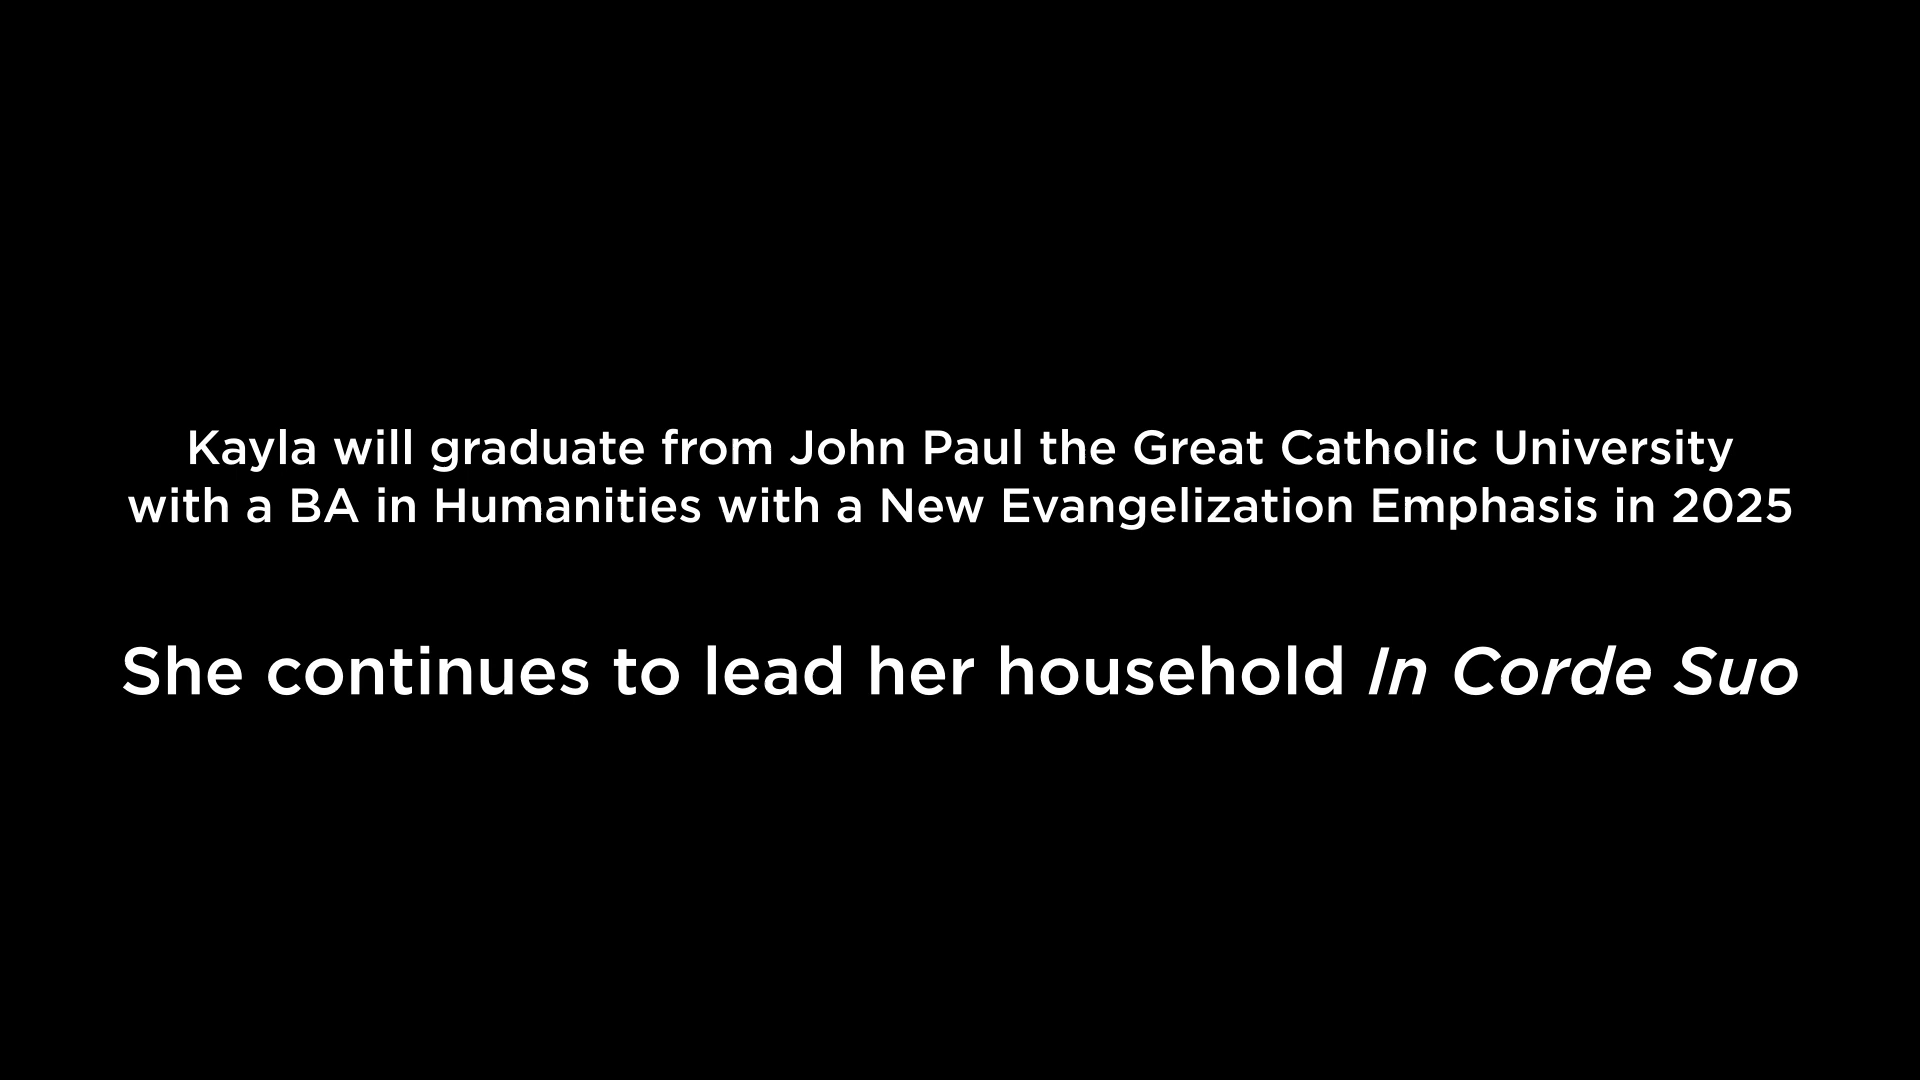 Kayla will graduate from John Paul the Great Catholic University
with a BA in Humanities with a New Evangelization Emphasis in 2025
She continues to lead her household In Corde Suo